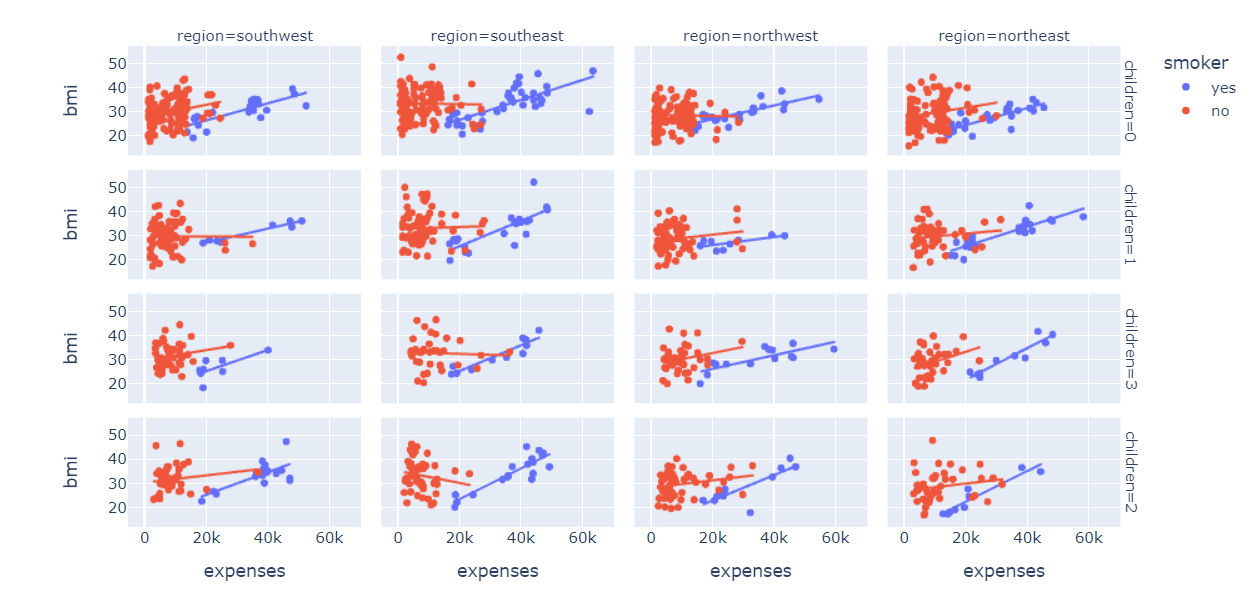 region=southwest region=southeast region=northwest region=northeast
smoker
yes
no
bmi 50 40 30 20 children=0
bmi 50 40 30 20 children=1
bmi 50 40 30 20 children=3
bmi 50 40 30 20 children=2
0 20k 40k 60k 0 20k 40k 60k 0 20k 40k 60k 0 20k 40k 60k
expenses expenses expenses expenses